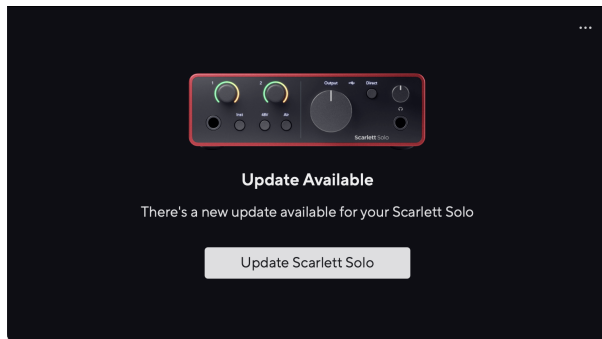 1
2
Output
Direct
Inst
48V
Air
Scarlett Solo
Update Available
There's a new update available for your Scarlett Solo
Update Scarlett Solo